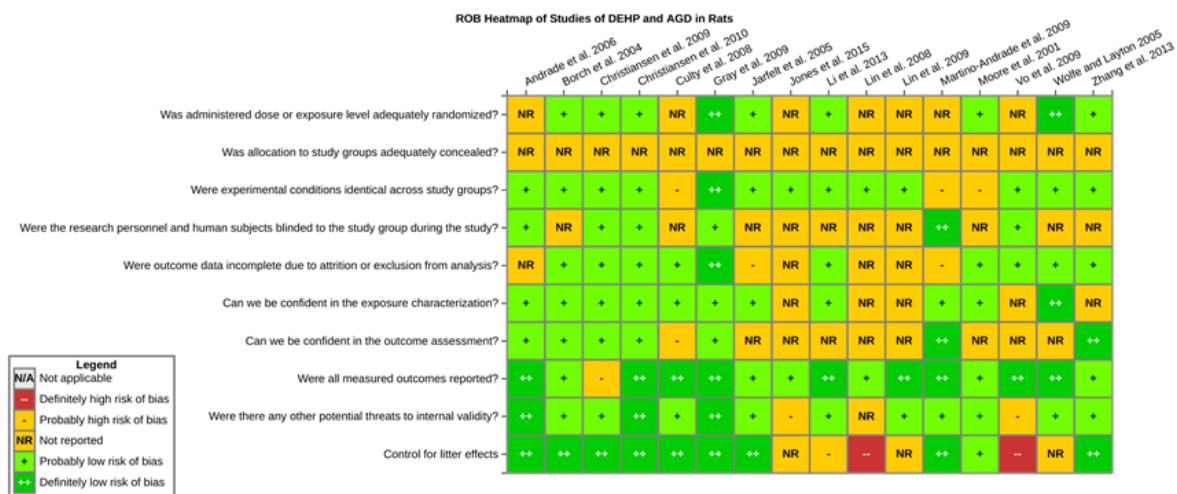 ROB Heatmap of Studies of DEHP and AGD in Rats
Andrade et al. 2006
Borch et al. 2004
Christiansen et al. 2009
Christiansen et al. 2010
Culty et al. 2008
Gray et al. 2009
Jarfelt et al. 2005
Jones et al. 2015
Li et al. 2013
Lin et al. 2008
Lin et al. 2009
Martino-Andrade et al. 2009
Moore et al. 2001
Vo et al. 2009
Wolfe and Layton 2005
Zhang et al. 2013
Was administered dose or exposure level adequately randomized? NR + + + NR ++ + NR + NR NR NR + NR ++ +
Was allocation to study groups adequately concealed? NR NR NR NR NR NR NR NR NR NR NR NR NR NR NR NR
Were experimental conditions identical across study groups? + + + + - ++ + + + + + - - + + +
Were the research personnel and human subjects blinded to the study group during the study? + NR + + NR + NR NR NR NR NR ++ NR + NR NR
Were outcome data incomplete due to attrition or exclusion from analysis? NR + + + + ++ - NR + NR NR - + + + +
Can we be confident in the exposure characterization? + + + + + + + NR + NR NR + + NR ++ NR
Can we be confident in the outcome assessment? + + + + - + NR NR NR NR NR ++ NR NR NR ++
Were all measured outcomes reported? ++ + - ++ ++ ++ + + ++ + ++ ++ + ++ ++ +
Were there any other potential threats to internal validity? ++ + + ++ + ++ + - + NR + + + - + +
Control for litter effects ++ ++ ++ ++ ++ ++ ++ NR - -- NR ++ + -- NR ++
Legend
N/A Not applicable
-- Definitely high risk of bias
- Probably high risk of bias
NR Not reported
+ Probably low risk of bias
++ Definitely low risk of bias